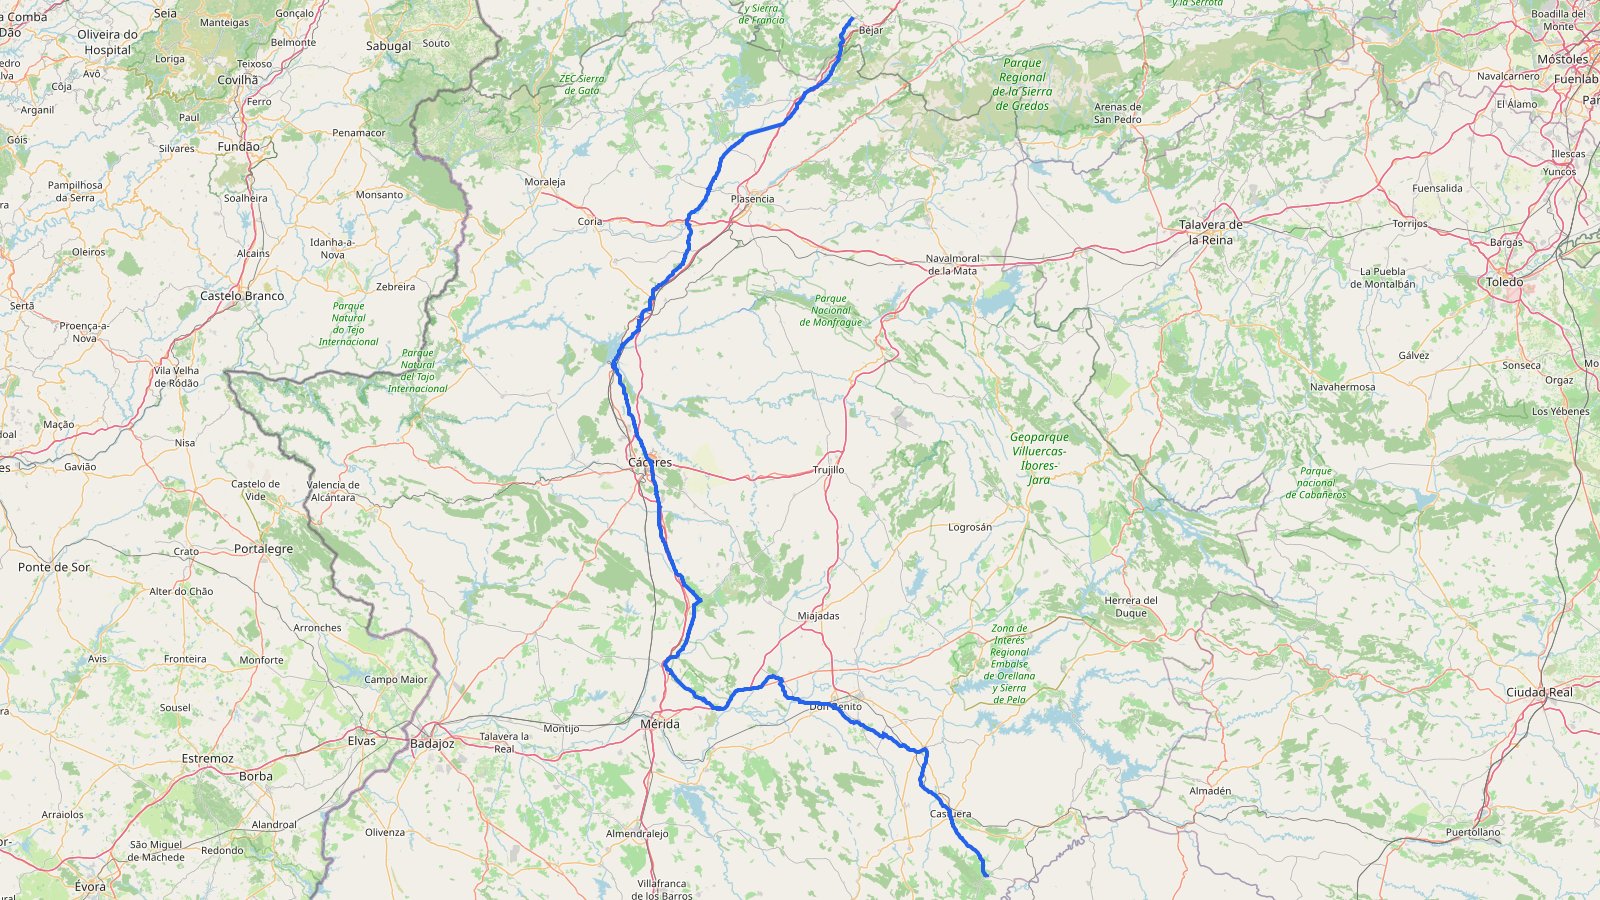 a Comba
Dão
Seia
Manteigas
Gonçalo
Oliveira do
Hospital
Belmonte
Sabugal
Souto
y Sierra
de Francia
Béjar
y la Serrota
Boadilla del
Monte
Móstoles
Fuenlab
Navalcarnero
El Álamo
Loriga
Teixoso
Covilhã
Avô
Côja
Arganil
Ferro
Paul
Góis
Silvares
Fundão
Penamacor
ZEC-Sierra
de Gata
Parque
Regional
de la Sierra
de Gredos
Arenas de
San Pedro
Illescas
Yuncos
Pampilhosa
da Serra
Soalheira
Monsanto
Moraleja
Plasencia
Coria
Fuensalida
Talavera de
la Reina
Torrijos
Bargas
Toledo
Oleiros
Idanha-a-
Nova
Alcains
Zebreira
Castelo Branco
Navalmoral
de la Mata
La Puebla
de Montalbán
Sertã
Proença-a-
Nova
Parque
Natural
do Tejo
Internacional
Parque
Nacional
de Monfragüe
Parque
Natural
del Tajo
Internacional
Vila Velha
de Ródão
Gálvez
Sonseca
Orgaz
Navahermosa
Los Yébenes
Mação
Nisa
Gavião
Castelo de
Vide
Valencia de
Alcántara
Cáceres
Trujillo
Geoparque
Villuercas-
Ibores-
Jara
Parque
nacional
de Cabañeros
Logrosán
Crato
Portalegre
Ponte de Sor
Alter do Chão
Arronches
Herrera del
Duque
Miajadas
Avis
Fronteira
Monforte
Campo Maior
Zona de
Interés
Regional
Embalse
de Orellana
y Sierra
de Pela
Ciudad Real
Sousel
Elvas
Badajoz
Talavera la
Real
Montijo
Mérida
Don Benito
Estremoz
Borba
Almadén
Arraiolos
Alandroal
São Miguel
de Machede
Redondo
Olivenza
Almendralejo
Castuera
Puertollano
Évora
Villafranca
de los Barros